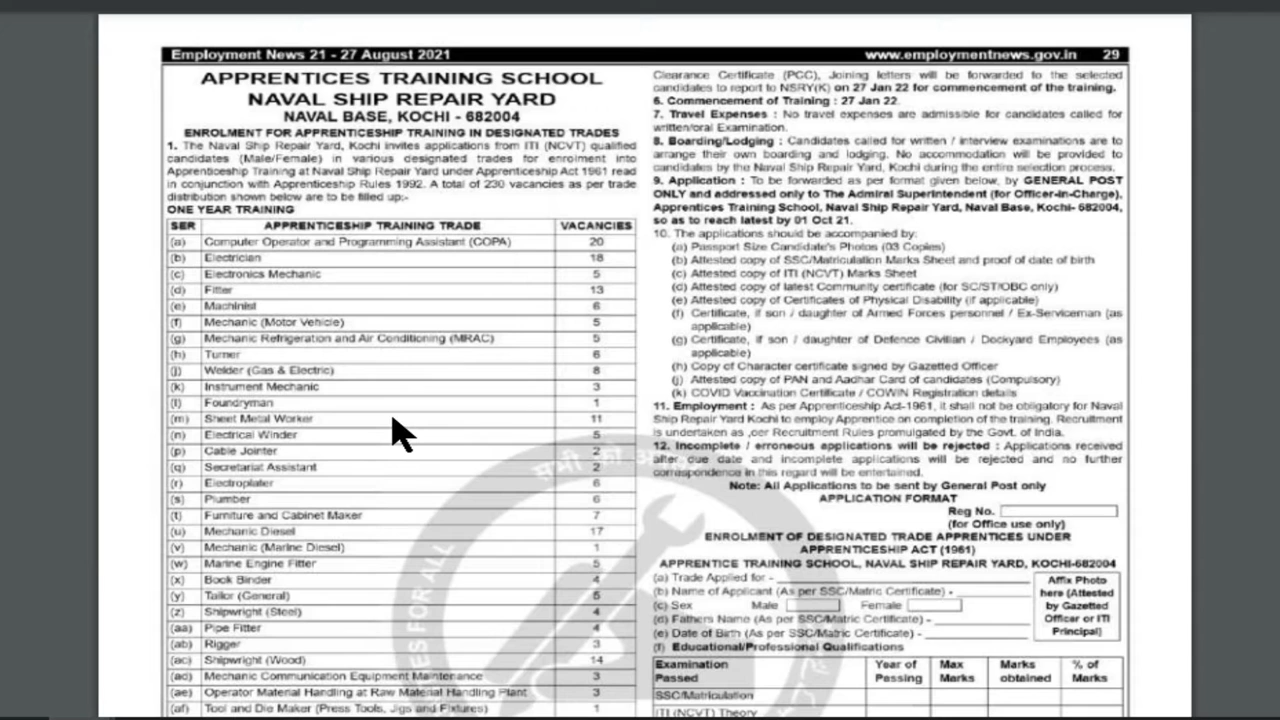 Employment News 21 - 27 August 2021
www.employmentnews.gov.in 29
APPRENTICES TRAINING SCHOOL
NAVAL SHIP REPAIR YARD
NAVAL BASE, KOCHI - 682004
ENROLMENT FOR APPRENTICESHIP TRAINING IN DESIGNATED TRADES
1. The Naval Ship Repair Yard, Kochi invites applications from ITI (NCVT) qualified
candidates (Male/Female) in various designated trades for enrolment into
Apprenticeship Training at Naval Ship Repair Yard under Apprenticeship Act 1961 read
in conjunction with Apprenticeship Rules 1992. A total of 230 vacancies as per trade
distribution shown below are to be filled up:-
ONE YEAR TRAINING
SER APPRENTICESHIP TRAINING TRADE VACANCIES
(a) Computer Operator and Programming Assistant (COPA) 20
(b) Electrician 18
(c) Electronics Mechanic 5
(d) Fitter 13
(e) Machinist 6
(f) Mechanic (Motor Vehicle) 5
(g) Mechanic Refrigeration and Air Conditioning (MRAC) 5
(h) Turner 6
(j) Welder (Gas & Electric) 8
(k) Instrument Mechanic 3
(l) Foundryman 1
(m) Sheet Metal Worker 11
(n) Electrical Winder 5
(p) Cable Jointer 2
(q) Secretariat Assistant 2
(r) Electroplater 6
(s) Plumber 6
(t) Furniture and Cabinet Maker 7
(u) Mechanic Diesel 17
(v) Mechanic (Marine Diesel) 1
(w) Marine Engine Fitter 5
(x) Book Binder 4
(y) Tailor (General) 5
(z) Shipwright (Steel) 4
(aa) Pipe Fitter 4
(ab) Rigger 3
(ac) Shipwright (Wood) 14
(ad) Mechanic Communication Equipment Maintenance 3
(ae) Operator Material Handling at Raw Material Handling Plant 3
(af) Tool and Die Maker (Press Tools, Jigs and Fixtures) 1
Clearance Certificate (PCC), Joining letters will be forwarded to the selected
candidates to report to NSRY(K) on 27 Jan 22 for commencement of the training.
6. Commencement of Training : 27 Jan 22.
7. Travel Expenses : No travel expenses are admissible for candidates called for
written/oral Examination.
8. Boarding/Lodging : Candidates called for written / interview examinations are to
arrange their own boarding and lodging. No accommodation will be provided to
candidates by the Naval Ship Repair Yard, Kochi during the entire selection process.
9. Application : To be forwarded as per format given below, by GENERAL POST
ONLY and addressed only to The Admiral Superintendent (for Officer-in-Charge),
Apprentices Training School, Naval Ship Repair Yard, Naval Base, Kochi- 682004,
so as to reach latest by 01 Oct 21.
10. The applications should be accompanied by:
(a) Passport Size Candidate's Photos (03 Copies)
(b) Attested copy of SSC/Matriculation Marks Sheet and proof of date of birth
(c) Attested copy of ITI (NCVT) Marks Sheet
(d) Attested copy of latest Community certificate (for SC/ST/OBC only)
(e) Attested copy of Certificates of Physical Disability (if applicable)
(f) Certificate, if son / daughter of Armed Forces personnel / Ex-Serviceman (as
applicable)
(g) Certificate, if son / daughter of Defence Civilian / Dockyard Employees (as
applicable)
(h) Copy of Character certificate signed by Gazetted Officer
(j) Attested copy of PAN and Aadhar Card of candidates (Compulsory)
(k) COVID Vaccination Certificate / COWIN Registration details
11. Employment : As per Apprenticeship Act-1961, it shall not be obligatory for Naval
Ship Repair Yard Kochi to employ Apprentice on completion of the training. Recruitment
is undertaken as per Recruitment Rules promulgated by the Govt. of India.
12. Incomplete / erroneous applications will be rejected : Applications received
after due date and incomplete applications will be rejected and no further
correspondence in this regard will be entertained.
Note: All Applications to be sent by General Post only
APPLICATION FORMAT
Reg No.
(for Office use only)
ENROLMENT OF DESIGNATED TRADE APPRENTICES UNDER
APPRENTICESHIP ACT (1961)
APPRENTICE TRAINING SCHOOL, NAVAL SHIP REPAIR YARD, KOCHI-682004
(a) Trade Applied for -
(b) Name of Applicant (As per SSC/Matric Certificate) -
(c) Sex Male Female
(d) Fathers Name (As per SSC/Matric Certificate) -
(e) Date of Birth (As per SSC/Matric Certificate) -
Affix Photo
here (Attested
by Gazetted
Officer or ITI
Principal)
(f) Educational/Professional Qualifications
Examination Passed Year of Passing Max Marks Marks obtained % of Marks
SSC/Matriculation
ITI (NCVT) Theory
सभी को
ES FOR ALL